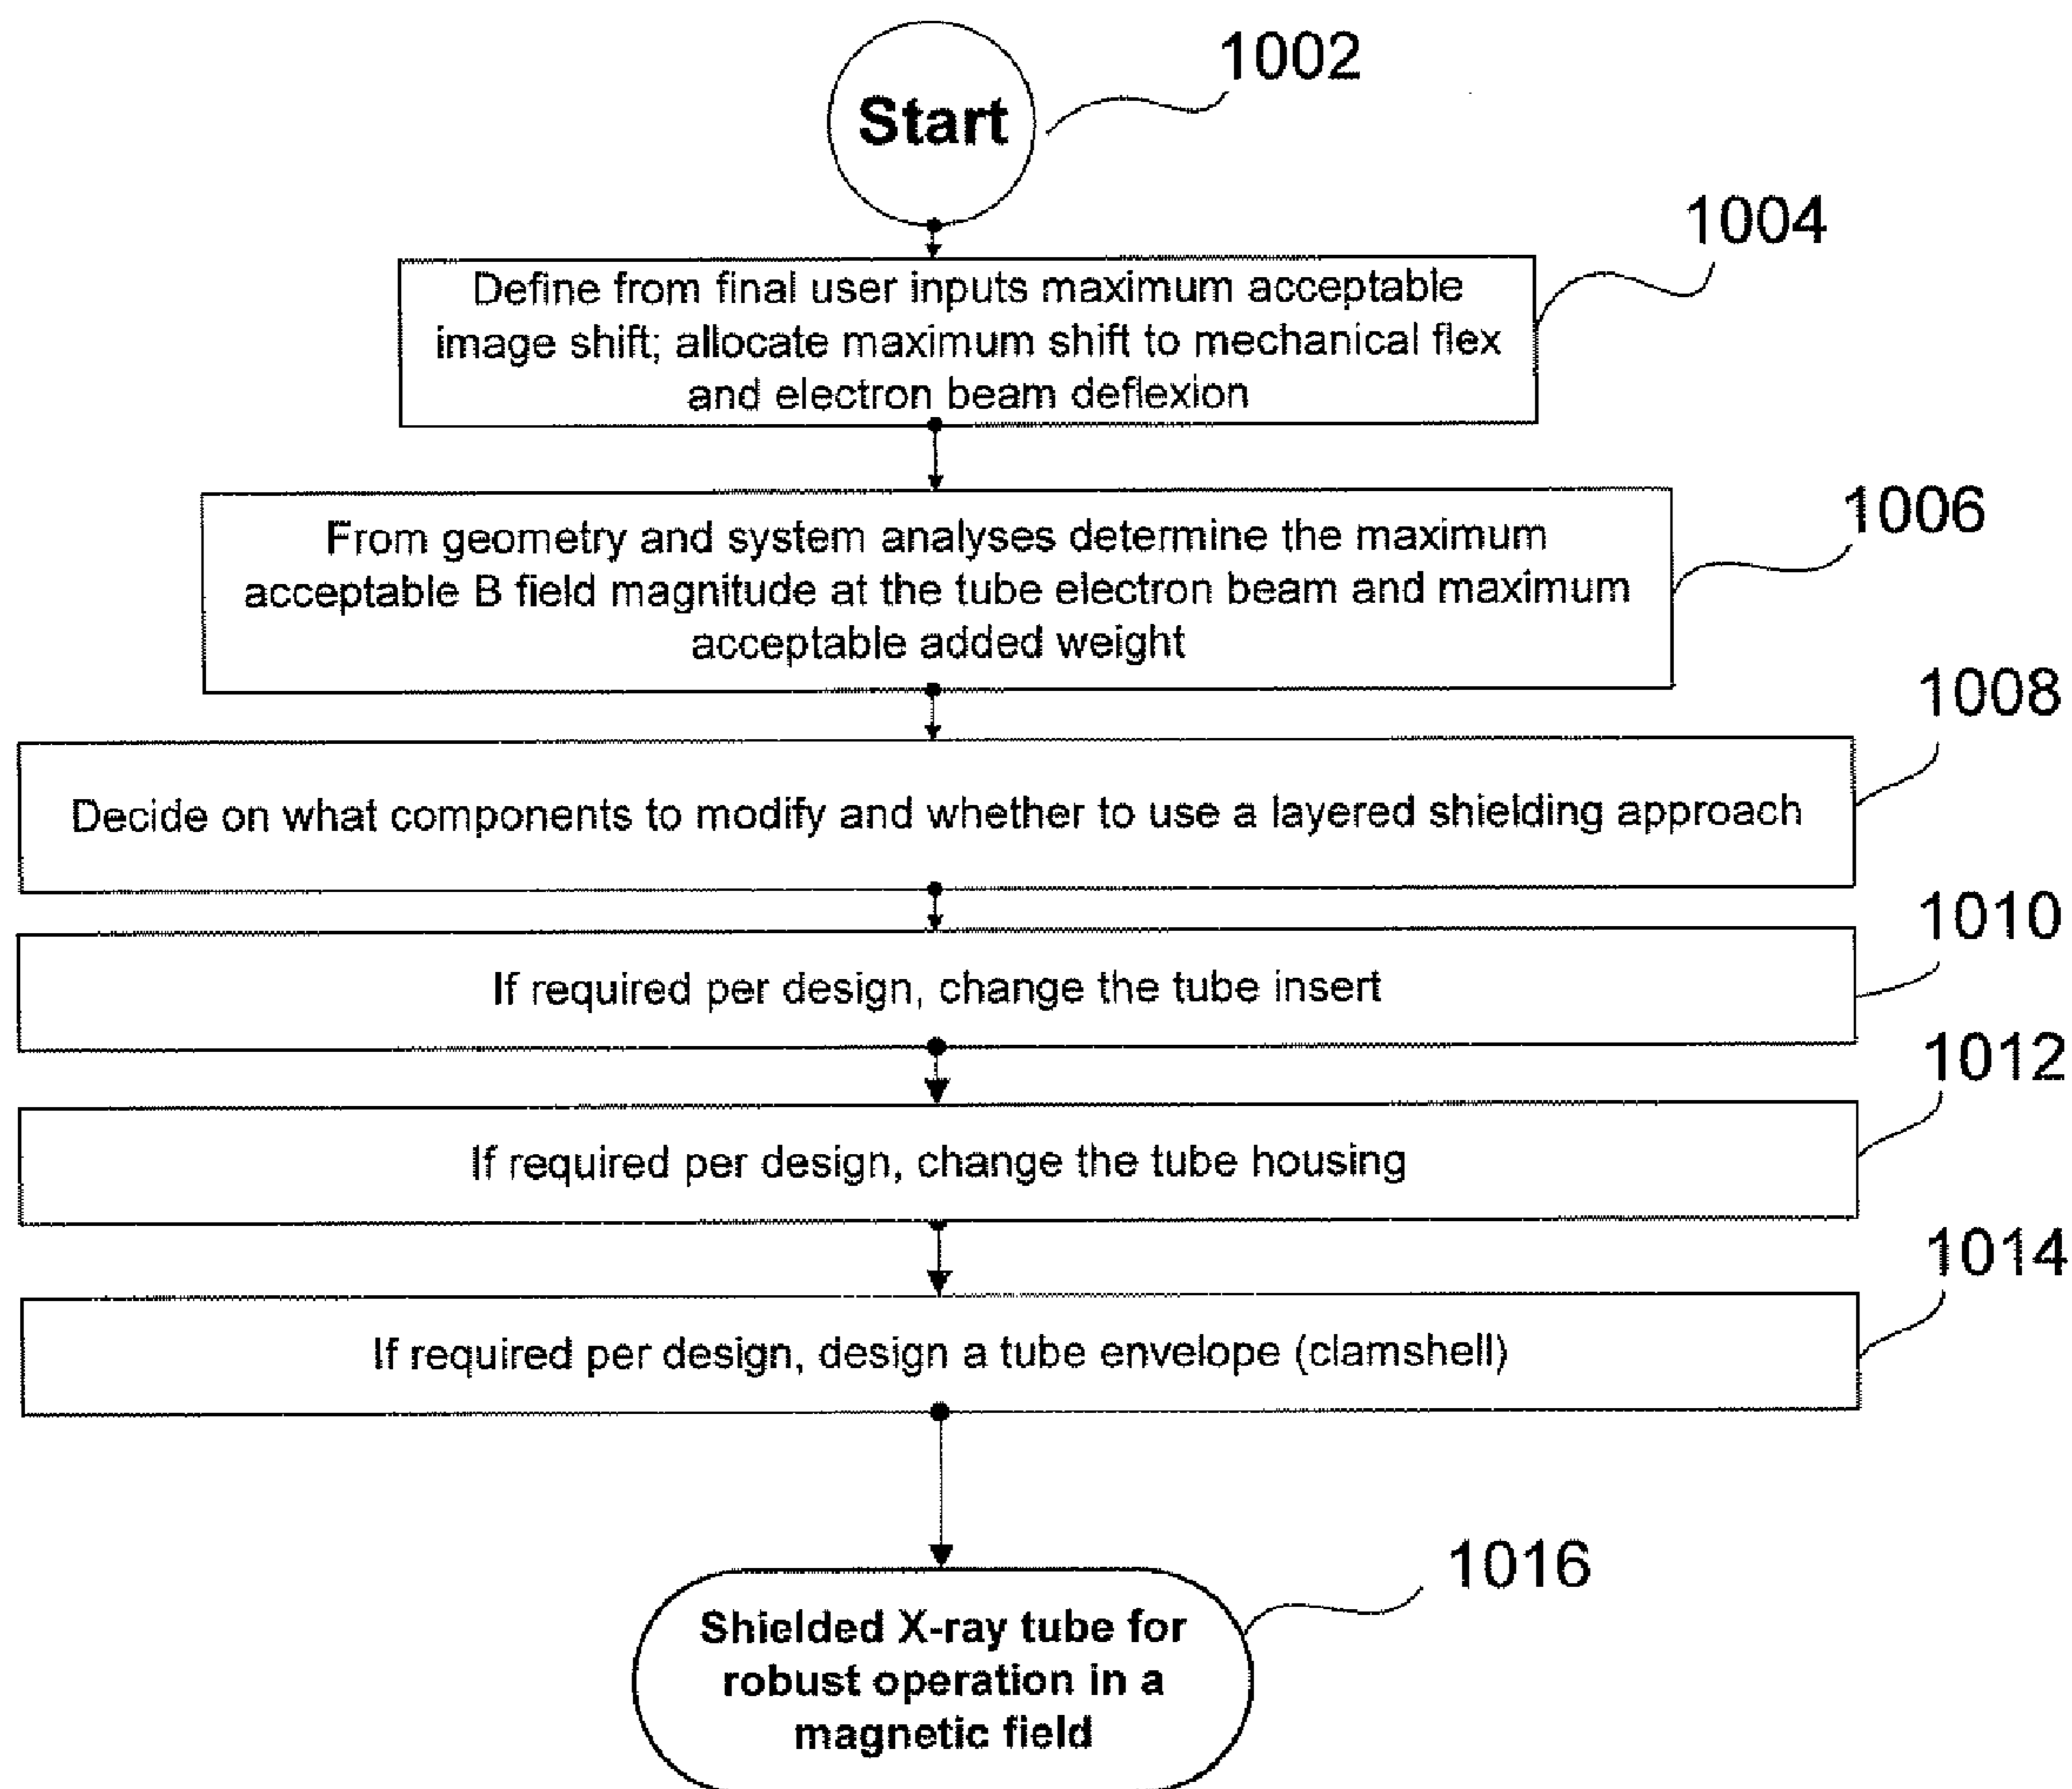 1002
Start
1004
Define from final user inputs maximum acceptable
image shift; allocate maximum shift to mechanical flex
and electron beam deflexion
1006
From geometry and system analyses determine the maximum
acceptable B field magnitude at the tube electron beam and maximum
acceptable added weight
1008
Decide on what components to modify and whether to use a layered shielding approach
1010
If required per design, change the tube insert
1012
If required per design, change the tube housing
1014
If required per design, design a tube envelope (clamshell)
1016
Shielded X-ray tube for
robust operation in a
magnetic field